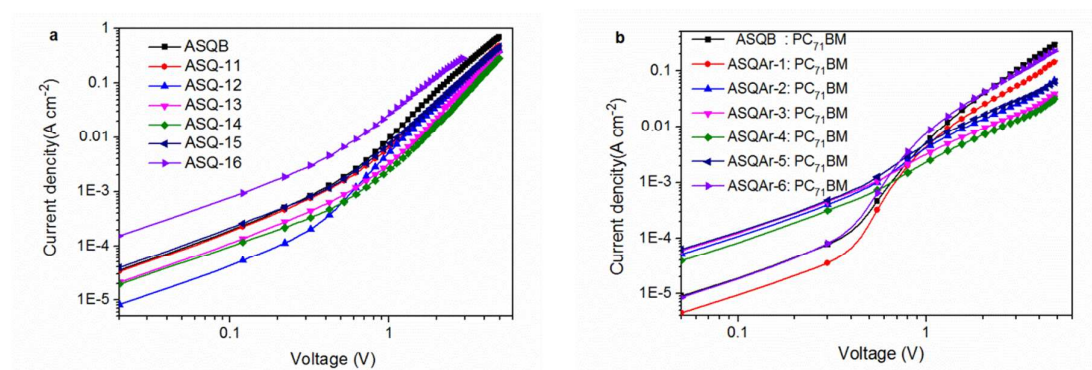 a
ASQB
ASQ-11
ASQ-12
ASQ-13
ASQ-14
ASQ-15
ASQ-16
1
0.1
0.01
1E-3
1E-4
1E-5
0.1
1
Current dencity(A cm-2)
Voltage (V)
b
ASQB : PC71BM
ASQAr-1: PC71BM
ASQAr-2: PC71BM
ASQAr-3: PC71BM
ASQAr-4: PC71BM
ASQAr-5: PC71BM
ASQAr-6: PC71BM
0.1
0.01
1E-3
1E-4
1E-5
0.1
1
Current dencity(A cm-2)
Voltage (V)